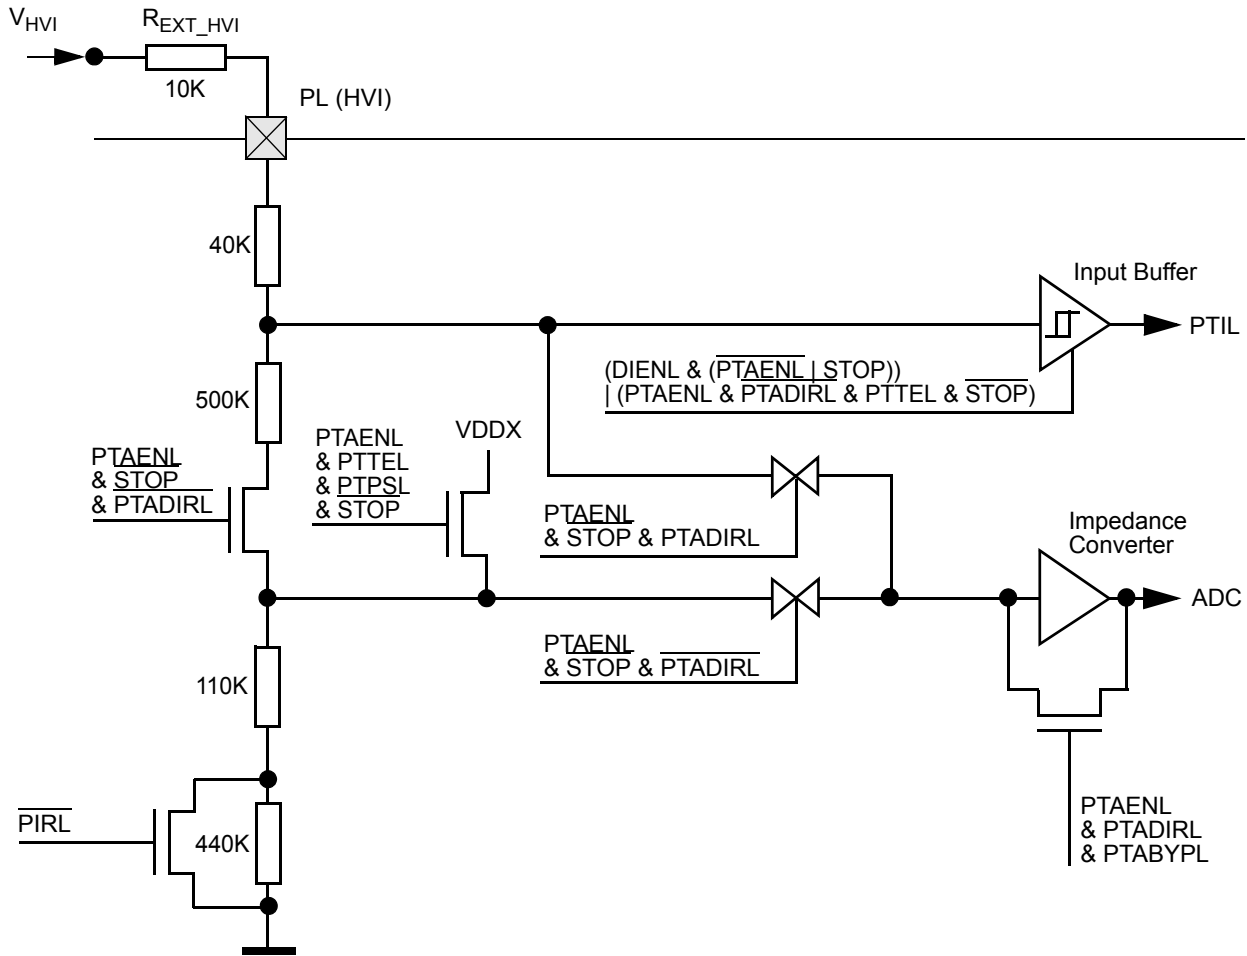 VHVI
REXT_HVI
10K
PL (HVI)
40K
Input Buffer
PTIL
(DIENL & (PTAENL | STOP))
| (PTAENL & PTADIRL & PTTEL & STOP)
500K
VDDX
PTAENL
& STOP
& PTADIRL
PTAENL
& PTTEL
& PTPSL
& STOP
PTAENL
& STOP & PTADIRL
Impedance
Converter
ADC
PTAENL
& STOP & PTADIRL
110K
PIRL
440K
PTAENL
& PTADIRL
& PTABYPL